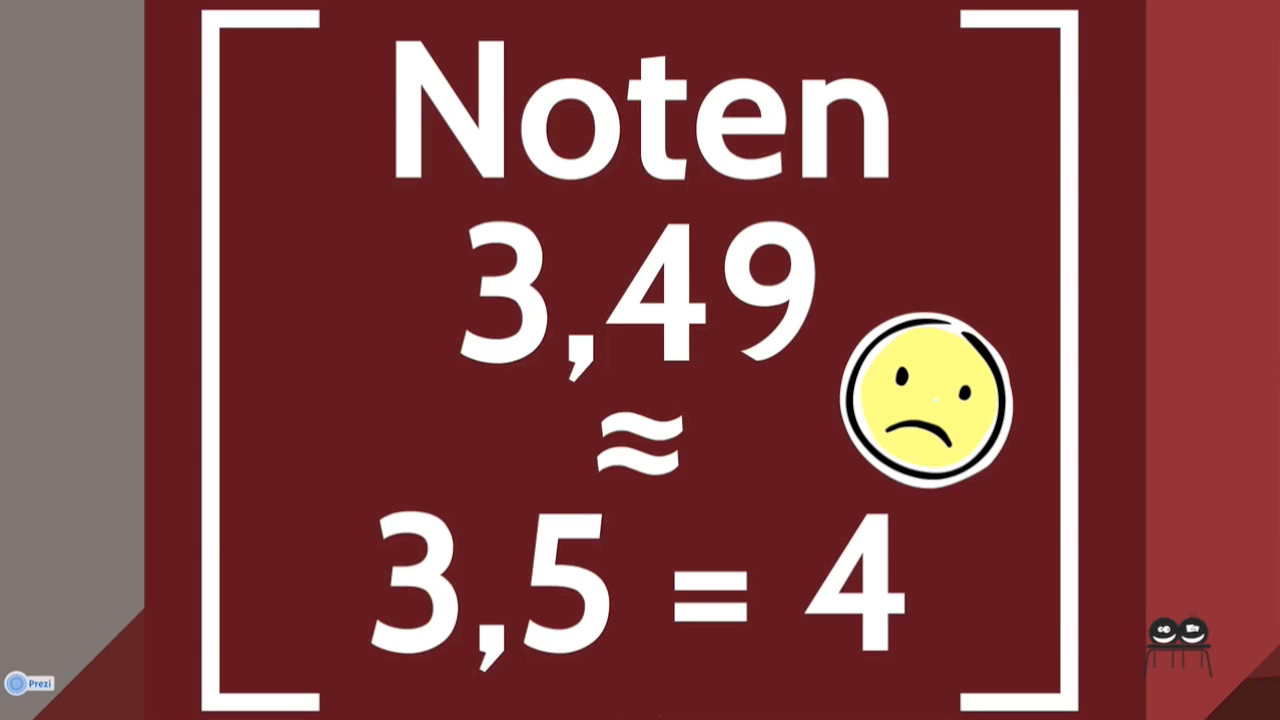 Noten
3,49
≈
3,5 = 4
Prezi